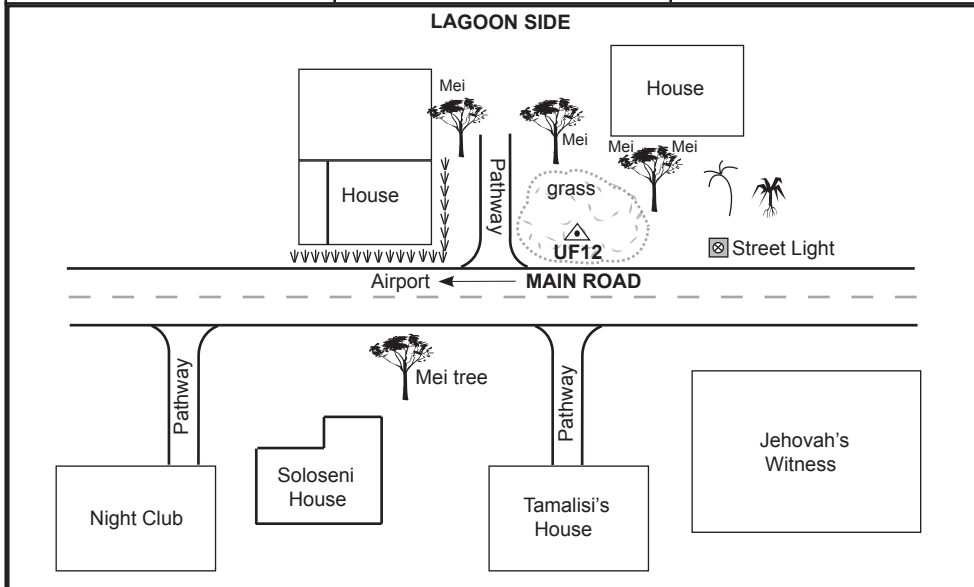 LAGOON SIDE
House
Mei
Mei
Mei
Mei
Pathway
grass
House
UF12
Street Light
Airport
MAIN ROAD
Mei tree
Pathway
Pathway
Jehovah's
Witness
Soloseni
House
Tamalisi's
House
Night Club